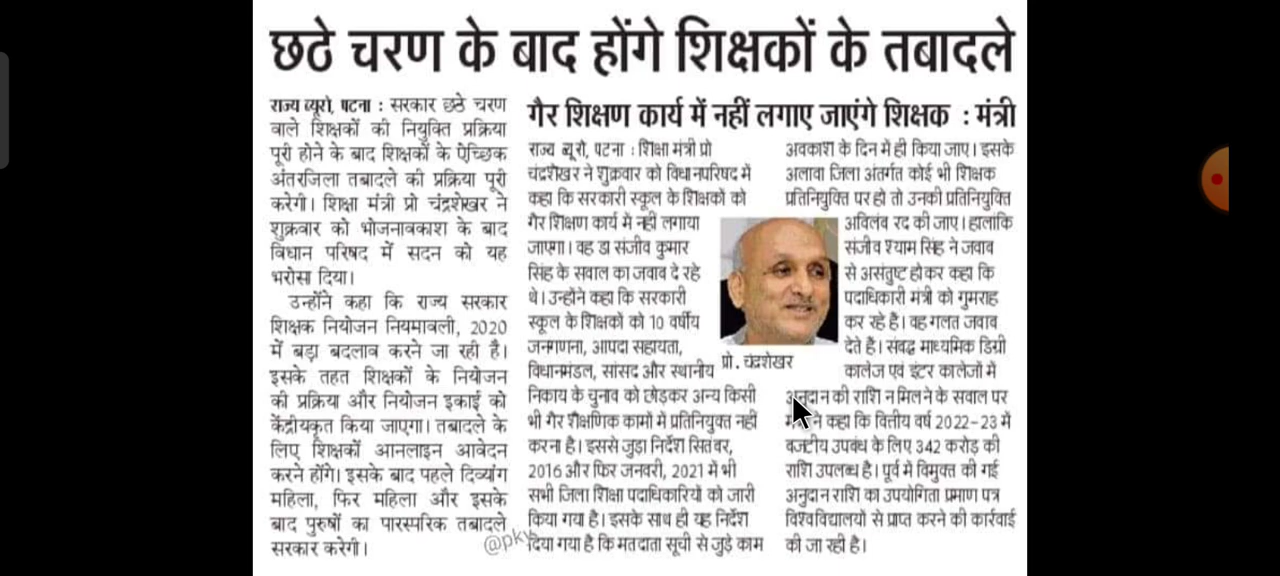 छठे चरण के बाद होंगे शिक्षकों के तबादले
राज्य ब्यूरो, पटना : सरकार छठे चरण
वाले शिक्षकों की नियुक्ति प्रक्रिया
पूरी होने के बाद शिक्षकों के ऐच्छिक
अंतरजिला तबादले की प्रक्रिया पूरी
करेगी। शिक्षा मंत्री प्रो चंद्रशेखर ने
शुक्रवार को भोजनावकाश के बाद
विधान परिषद में सदन को यह
भरोसा दिया।
उन्होंने कहा कि राज्य सरकार
शिक्षक नियोजन नियमावली, 2020
में बड़ा बदलाव करने जा रही है।
इसके तहत शिक्षकों के नियोजन
की प्रक्रिया और नियोजन इकाई को
केंद्रीयकृत किया जाएगा। तबादले के
लिए शिक्षकों आनलाइन आवेदन
करने होंगे। इसके बाद पहले दिव्यांग
महिला, फिर महिला और इसके
बाद पुरुषों का पारस्परिक तबादले
सरकार करेगी।
गैर शिक्षण कार्य में नहीं लगाए जाएंगे शिक्षक : मंत्री
राज्य ब्यूरो, पटना : शिक्षा मंत्री प्रो
चंद्रशेखर ने शुक्रवार को विधानपरिषद में
कहा कि सरकारी स्कूल के शिक्षकों को
गैर शिक्षण कार्य में नहीं लगाया
जाएगा। वह डा संजीव कुमार
सिंह के सवाल का जवाब दे रहे
थे। उन्होंने कहा कि सरकारी
स्कूल के शिक्षकों को 10 वर्षीय
जनगणना, आपदा सहायता,
विधानमंडल, सांसद और स्थानीय
निकाय के चुनाव को छोड़कर अन्य किसी
भी गैर शैक्षणिक कामों में प्रतिनियुक्त नहीं
करना है। इससे जुड़ा निर्देश सितंबर,
2016 और फिर जनवरी, 2021 में भी
सभी जिला शिक्षा पदाधिकारियों को जारी
किया गया है। इसके साथ ही यह निर्देश
दिया गया है कि मतदाता सूची से जुड़े काम
प्रो. चंद्रशेखर
अवकाश के दिन में ही किया जाए। इसके
अलावा जिला अंतर्गत कोई भी शिक्षक
प्रतिनियुक्ति पर हो तो उनकी प्रतिनियुक्ति
अविलंब रद की जाए। हालांकि
संजीव श्याम सिंह ने जवाब
से असंतुष्ट होकर कहा कि
पदाधिकारी मंत्री को गुमराह
कर रहे हैं। वह गलत जवाब
देते हैं। संबद्ध माध्यमिक डिग्री
कालेज एवं इंटर कालेजों में
अनुदान की राशि न मिलने के सवाल पर
ने कहा कि वित्तीय वर्ष 2022-23 में
बजटीय उपबंध के लिए 342 करोड़ की
राशि उपलब्ध है। पूर्व में विमुक्त की गई
अनुदान राशि का उपयोगिता प्रमाण पत्र
विश्वविद्यालयों से प्राप्त करने की कार्रवाई
की जा रही है।